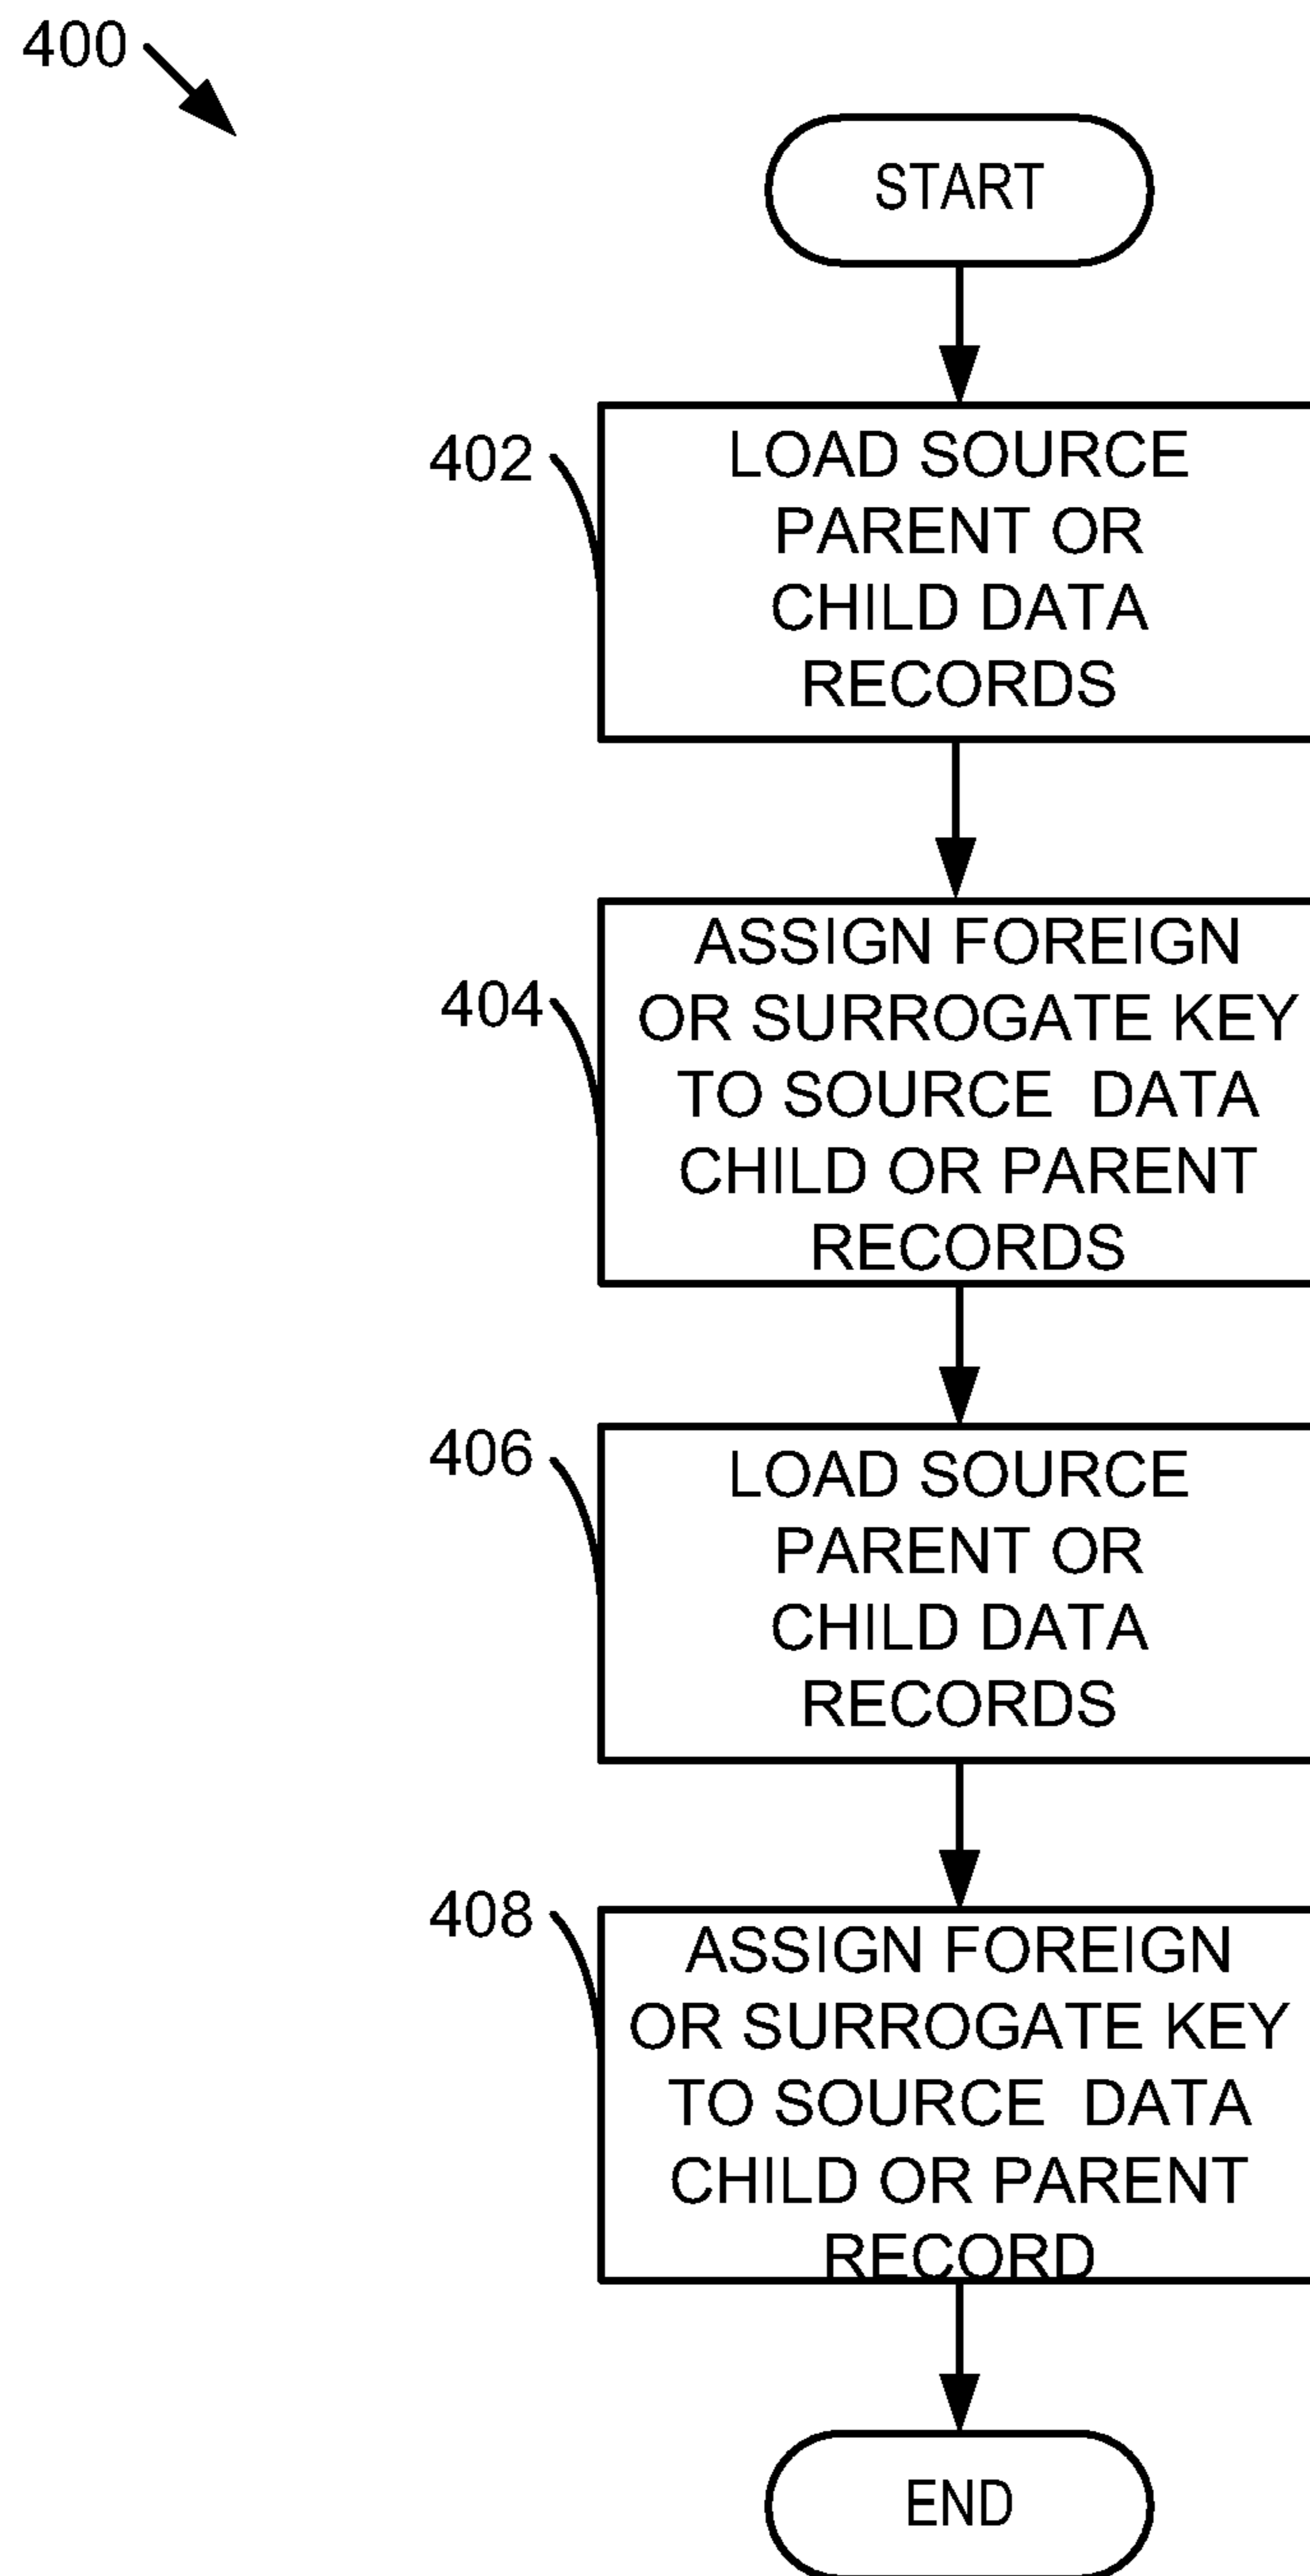 400
START
402
LOAD SOURCE
PARENT OR
CHILD DATA
RECORDS
404
ASSIGN FOREIGN
OR SURROGATE KEY
TO SOURCE DATA
CHILD OR PARENT
RECORDS
406
LOAD SOURCE
PARENT OR
CHILD DATA
RECORDS
408
ASSIGN FOREIGN
OR SURROGATE KEY
TO SOURCE DATA
CHILD OR PARENT
RECORD
END